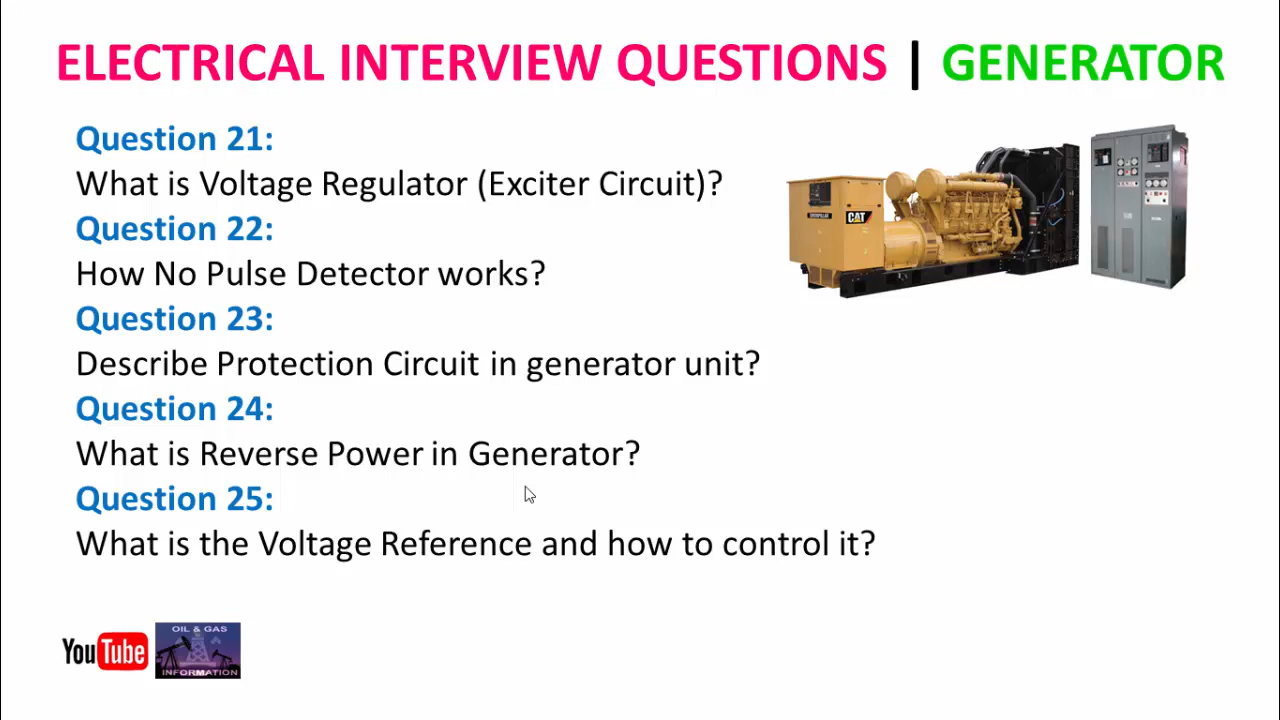 ELECTRICAL INTERVIEW QUESTIONS | GENERATOR
Question 21:
What is Voltage Regulator (Exciter Circuit)?
Question 22:
How No Pulse Detector works?
Question 23:
Describe Protection Circuit in generator unit?
Question 24:
What is Reverse Power in Generator?
Question 25:
What is the Voltage Reference and how to control it?
CATERPILLAR
CAT
YouTube
OIL & GAS
INFORMATION